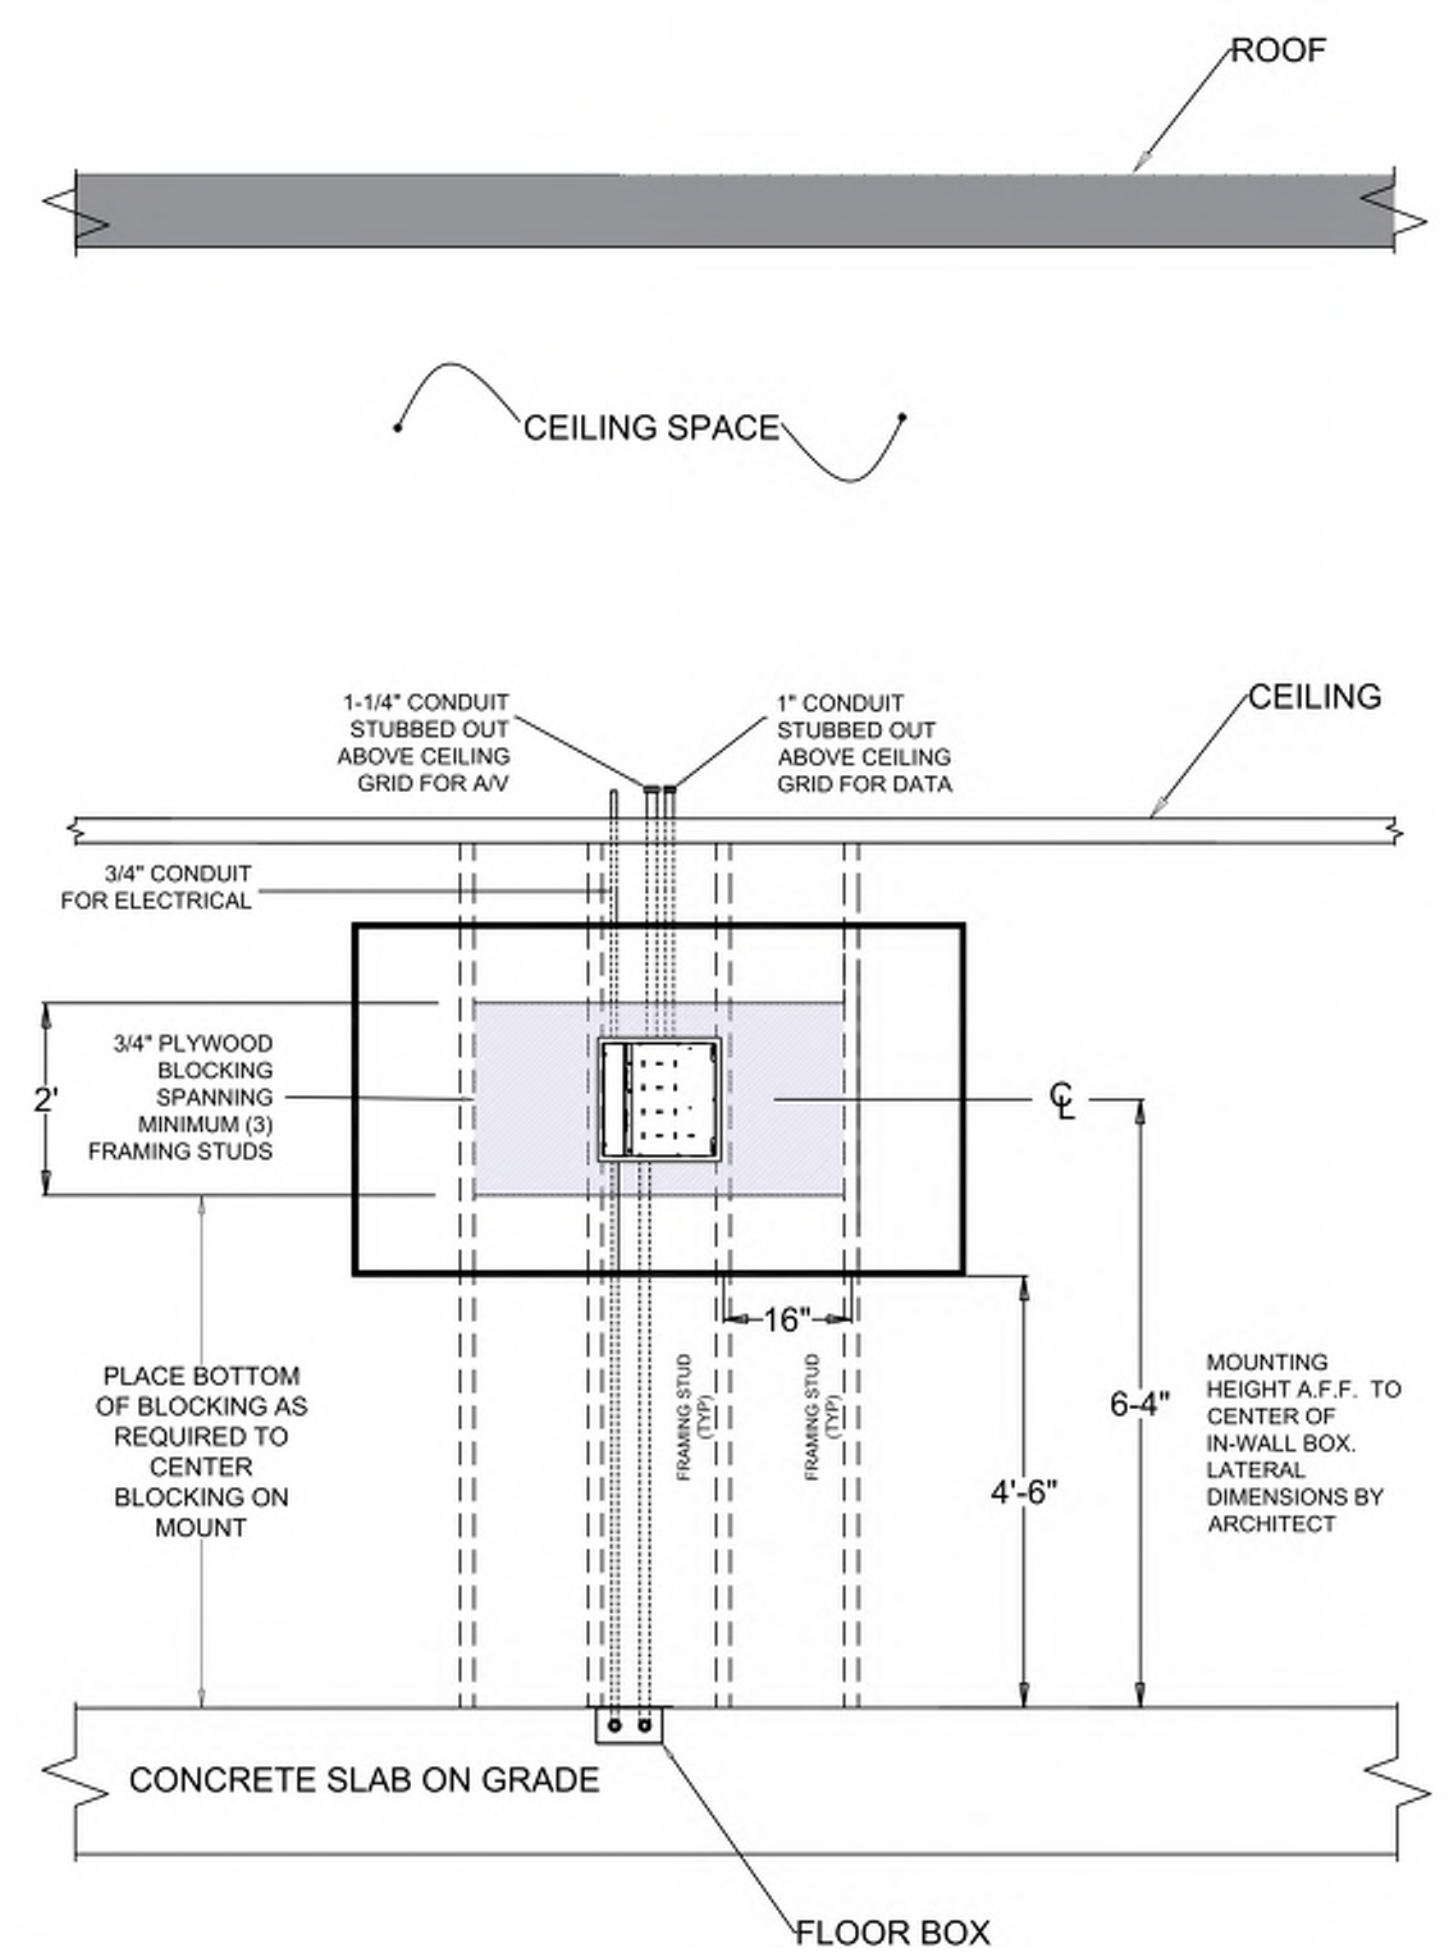 ROOF
CEILING SPACE
1-1/4" CONDUIT
STUBBED OUT
ABOVE CEILING
GRID FOR A/V
1" CONDUIT
STUBBED OUT
ABOVE CEILING
GRID FOR DATA
CEILING
3/4" CONDUIT
FOR ELECTRICAL
2'
3/4" PLYWOOD
BLOCKING
SPANNING
MINIMUM (3)
FRAMING STUDS
CL
16"
PLACE BOTTOM
OF BLOCKING AS
REQUIRED TO
CENTER
BLOCKING ON
MOUNT
FRAMING STUD
(TYP)
FRAMING STUD
(TYP)
4'-6"
6-4"
MOUNTING
HEIGHT A.F.F. TO
CENTER OF
IN-WALL BOX.
LATERAL
DIMENSIONS BY
ARCHITECT
CONCRETE SLAB ON GRADE
FLOOR BOX